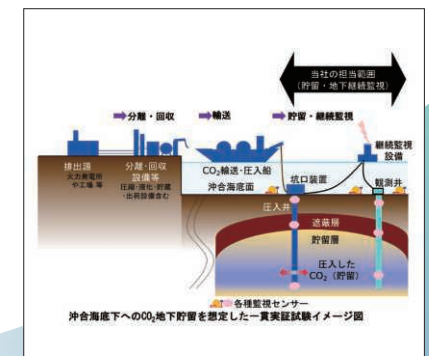 当社の担当範囲
(貯留・地下継続監視)
➡分離・回収
➡輸送
➡貯留・継続監視
継続監視
設備
排出源
火力発電所
や工場 等
分離・回収
設備等
圧縮・液化・貯蔵
・出荷設備含む
CO₂輸送・圧入船
沖合海底面
坑口装置
観測井
圧入井
遮蔽層
貯留層
圧入した
CO₂(貯留)
各種監視センサー
沖合海底下へのCO₂地下貯留を想定した一貫実証試験イメージ図